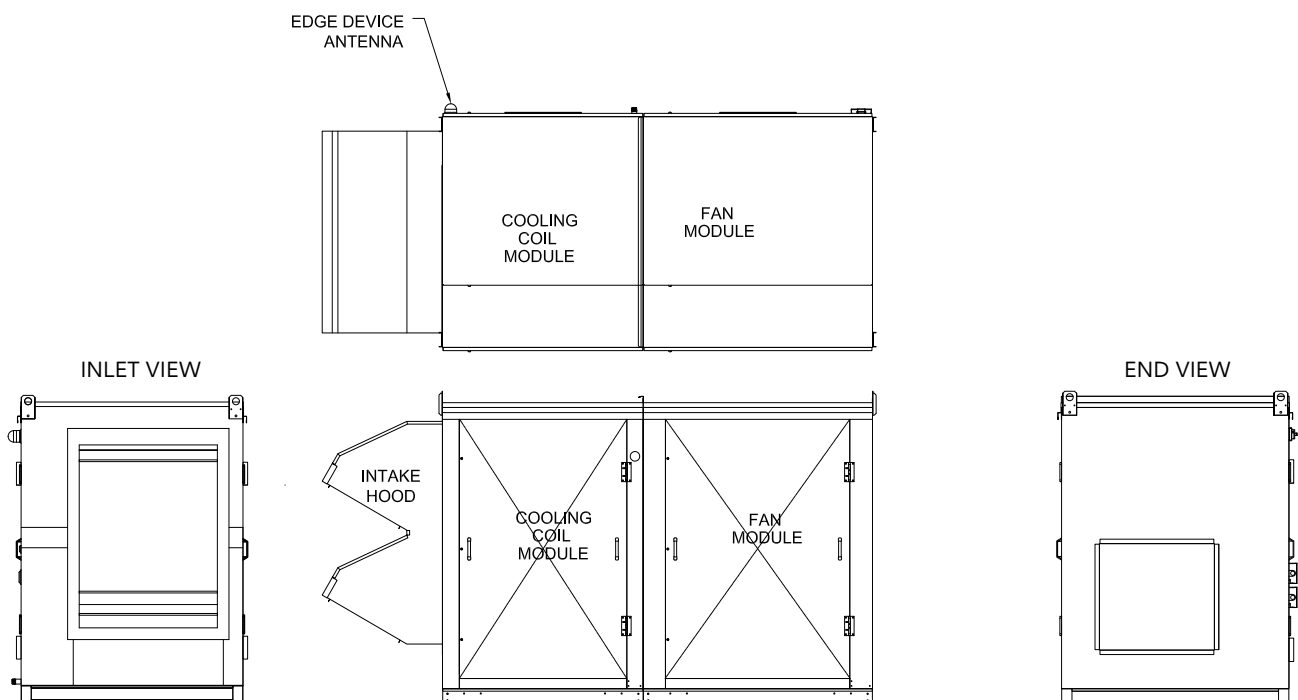 EDGE DEVICE
ANTENNA
COOLING
COIL
MODULE
FAN
MODULE
INLET VIEW
END VIEW
INTAKE
HOOD
COOLING
COIL
MODULE
FAN
MODULE